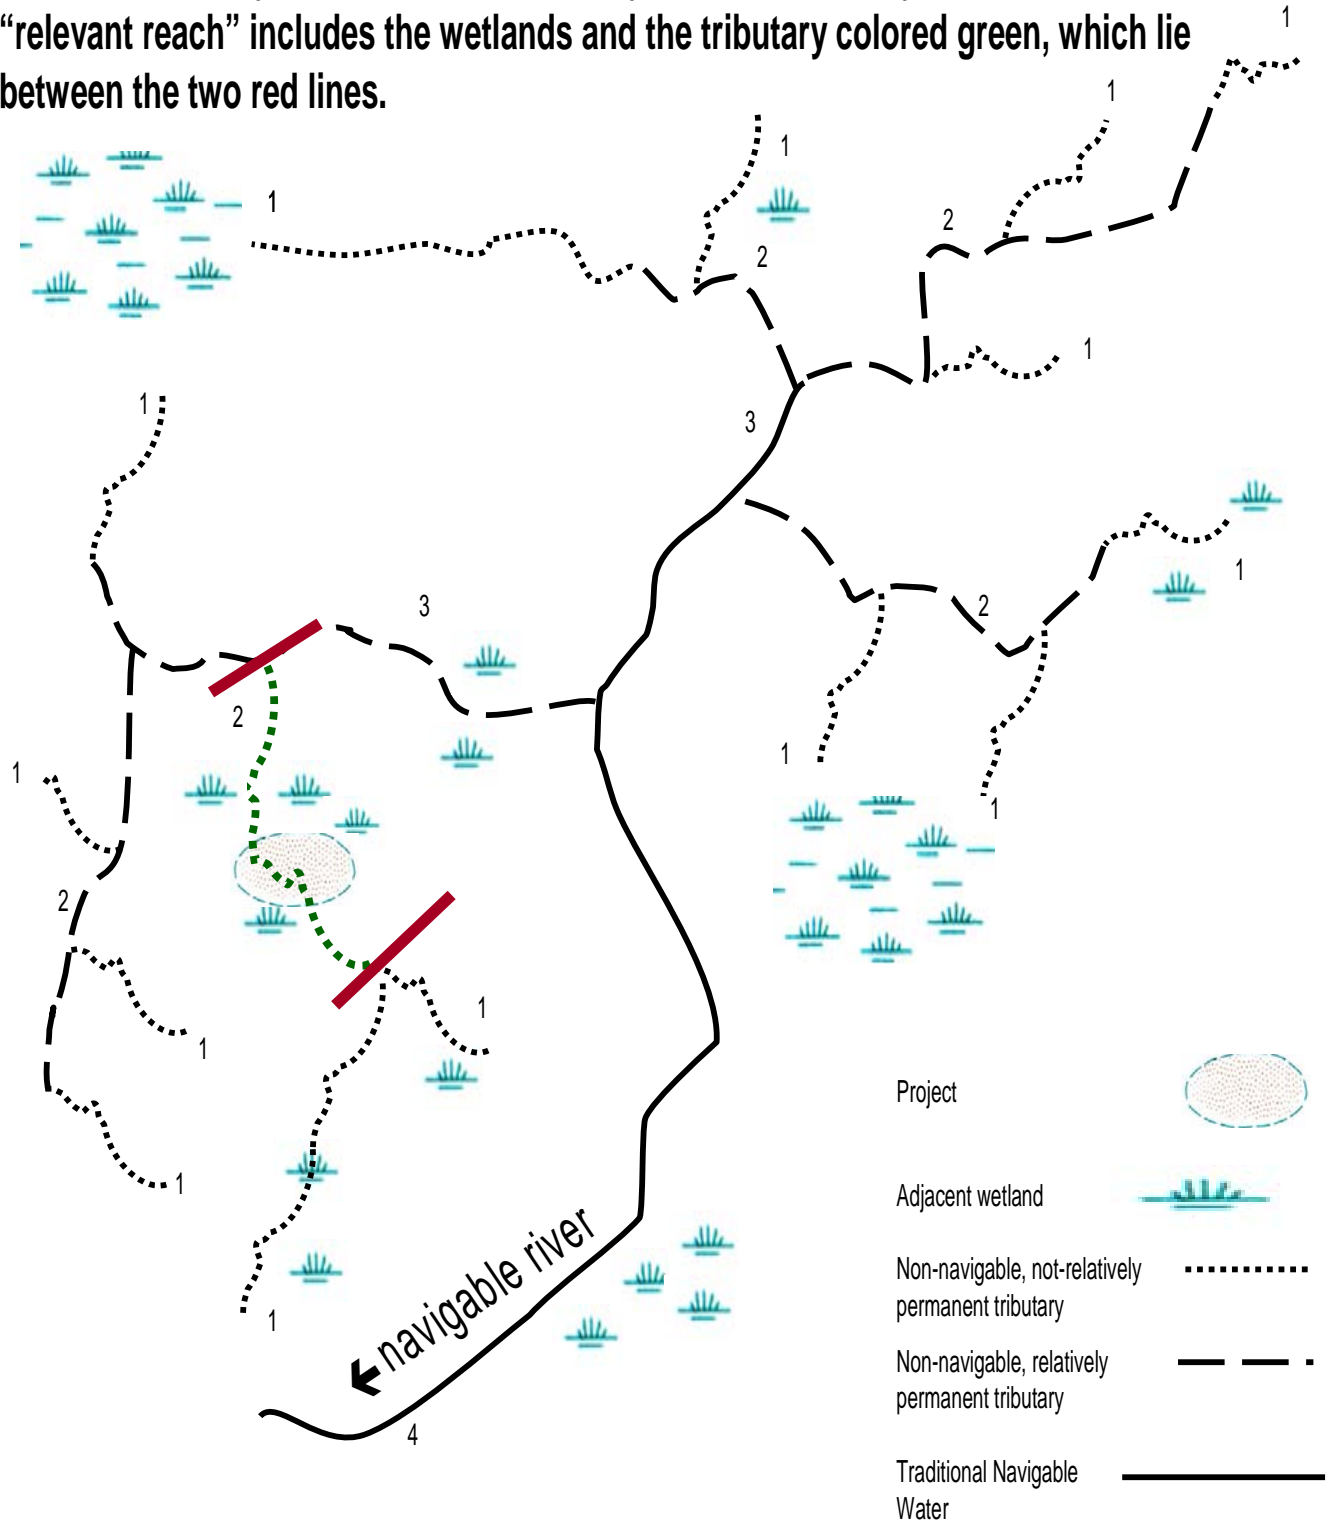 “relevant reach” includes the wetlands and the tributary colored green, which lie
between the two red lines.
1
1
1
1
2
2
1
3
1
1
2
3
2
1
1
1
1
2
1
1
1
1
navigable river
4
Project
Adjacent wetland
Non-navigable, not-relatively
permanent tributary
Non-navigable, relatively
permanent tributary
Traditional Navigable
Water